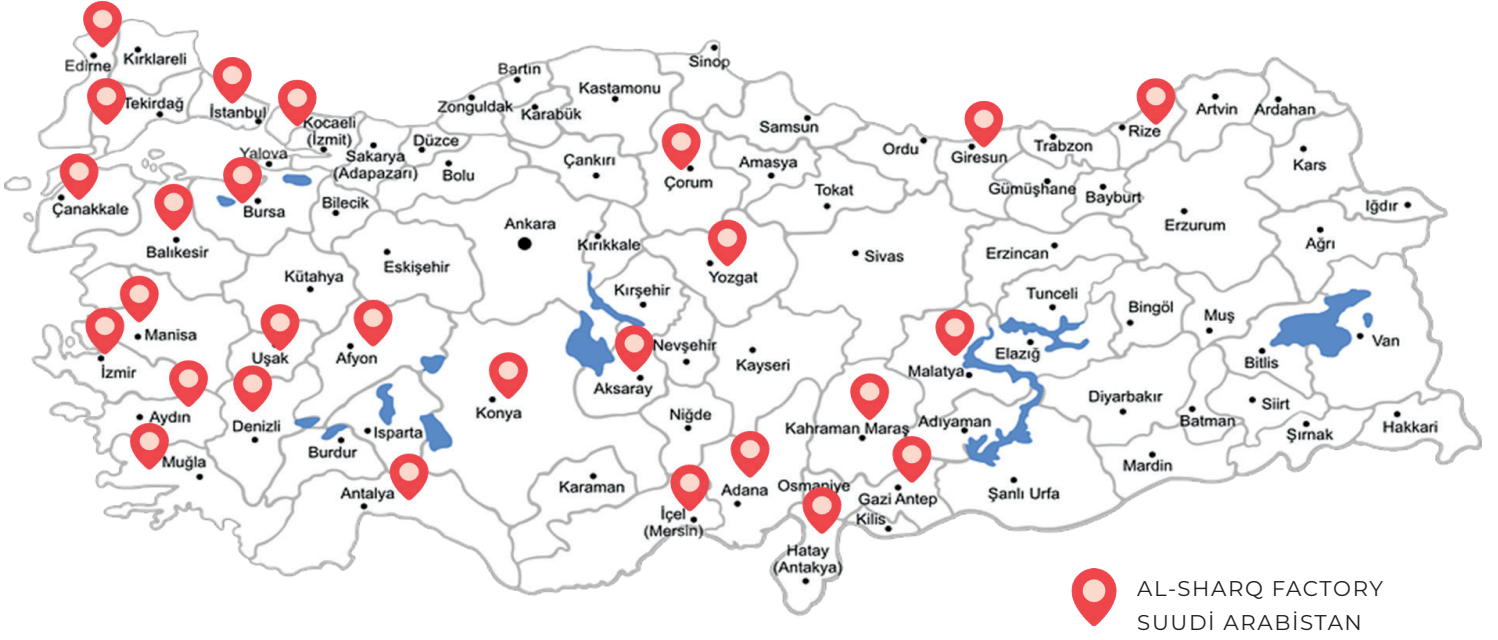 Edirne
Kırklareli
Tekirdağ
İstanbul
Kocaeli
(İzmit)
Yalova
Sakarya
(Adapazarı)
Düzce
Bolu
Zonguldak
Bartın
Karabük
Kastamonu
Sinop
Çankırı
Çorum
Samsun
Amasya
Tokat
Ordu
Giresun
Gümüşhane
Trabzon
Bayburt
Rize
Artvin
Ardahan
Kars
Iğdır
Ağrı
Erzurum
Erzincan
Çanakkale
Balıkesir
Bursa
Bilecik
Kütahya
Eskişehir
Ankara
Kırıkkale
Kırşehir
Yozgat
Sivas
Tunceli
Bingöl
Muş
Bitlis
Van
Manisa
İzmir
Uşak
Afyon
Aydın
Denizli
Muğla
Burdur
Isparta
Antalya
Konya
Aksaray
Nevşehir
Niğde
Kayseri
Karaman
İçel
(Mersin)
Adana
Osmaniye
Hatay
(Antakya)
Kahraman Maraş
Gazi Antep
Kilis
Malatya
Adıyaman
Elazığ
Şanlı Urfa
Diyarbakır
Mardin
Batman
Siirt
Şırnak
Hakkari
AL-SHARQ FACTORY
SUUDİ ARABİSTAN